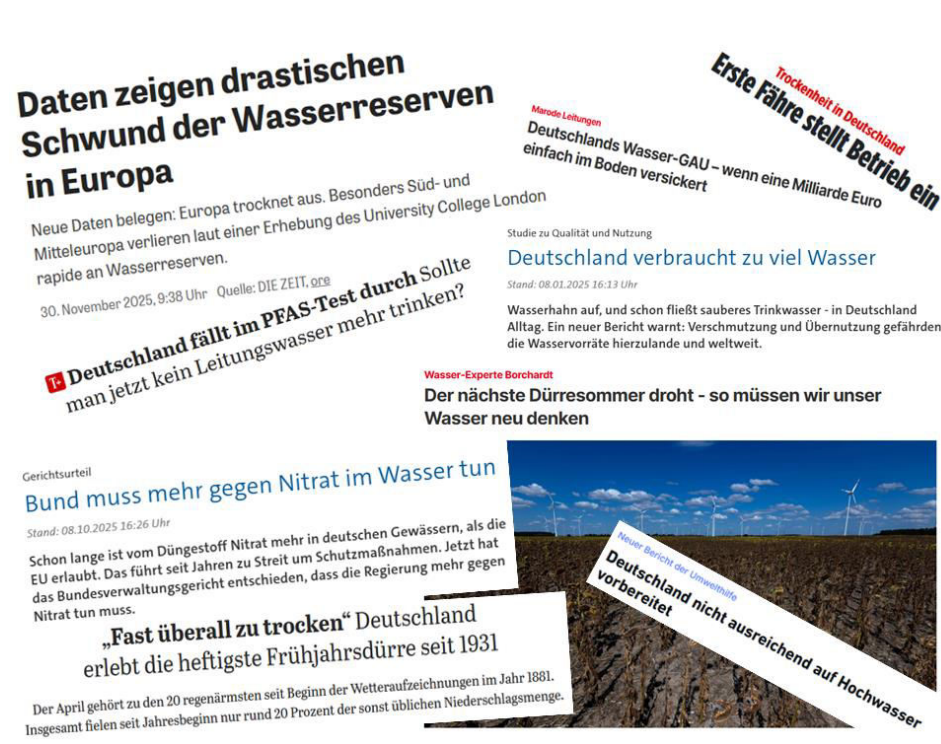 Daten zeigen drastischen
Schwund der Wasserreserven
in Europa
Neue Daten belegen: Europa trocknet aus. Besonders Süd- und
Mitteleuropa verlieren laut einer Erhebung des University College London
rapide an Wasserreserven.
30. November 2025, 9:38 Uhr Quelle: DIE ZEIT, ore
Trockenheit in Deutschland
Erste Fähre stellt Betrieb ein
Marode Leitungen
Deutschlands Wasser-GAU – wenn eine Milliarde Euro
einfach im Boden versickert
Studie zu Qualität und Nutzung
Deutschland verbraucht zu viel Wasser
Stand: 08.01.2025 16:13 Uhr
Wasserhahn auf, und schon fließt sauberes Trinkwasser - in Deutschland
Alltag. Ein neuer Bericht warnt: Verschmutzung und Übernutzung gefährden
die Wasservorräte hierzulande und weltweit.
T+ Deutschland fällt im PFAS-Test durch Sollte
man jetzt kein Leitungswasser mehr trinken?
Wasser-Experte Borchardt
Der nächste Dürresommer droht - so müssen wir unser
Wasser neu denken
Gerichtsurteil
Bund muss mehr gegen Nitrat im Wasser tun
Stand: 08.10.2025 16:26 Uhr
Schon lange ist vom Düngestoff Nitrat mehr in deutschen Gewässern, als die
EU erlaubt. Das führt seit Jahren zu Streit um Schutzmaßnahmen. Jetzt hat
das Bundesverwaltungsgericht entschieden, dass die Regierung mehr gegen
Nitrat tun muss.
Neuer Bericht der Umwelthilfe
Deutschland nicht ausreichend auf Hochwasser
vorbereitet
„Fast überall zu trocken“ Deutschland
erlebt die heftigste Frühjahrsdürre seit 1931
Der April gehört zu den 20 regenärmsten seit Beginn der Wetteraufzeichnungen im Jahr 1881.
Insgesamt fielen seit Jahresbeginn nur rund 20 Prozent der sonst üblichen Niederschlagsmenge.